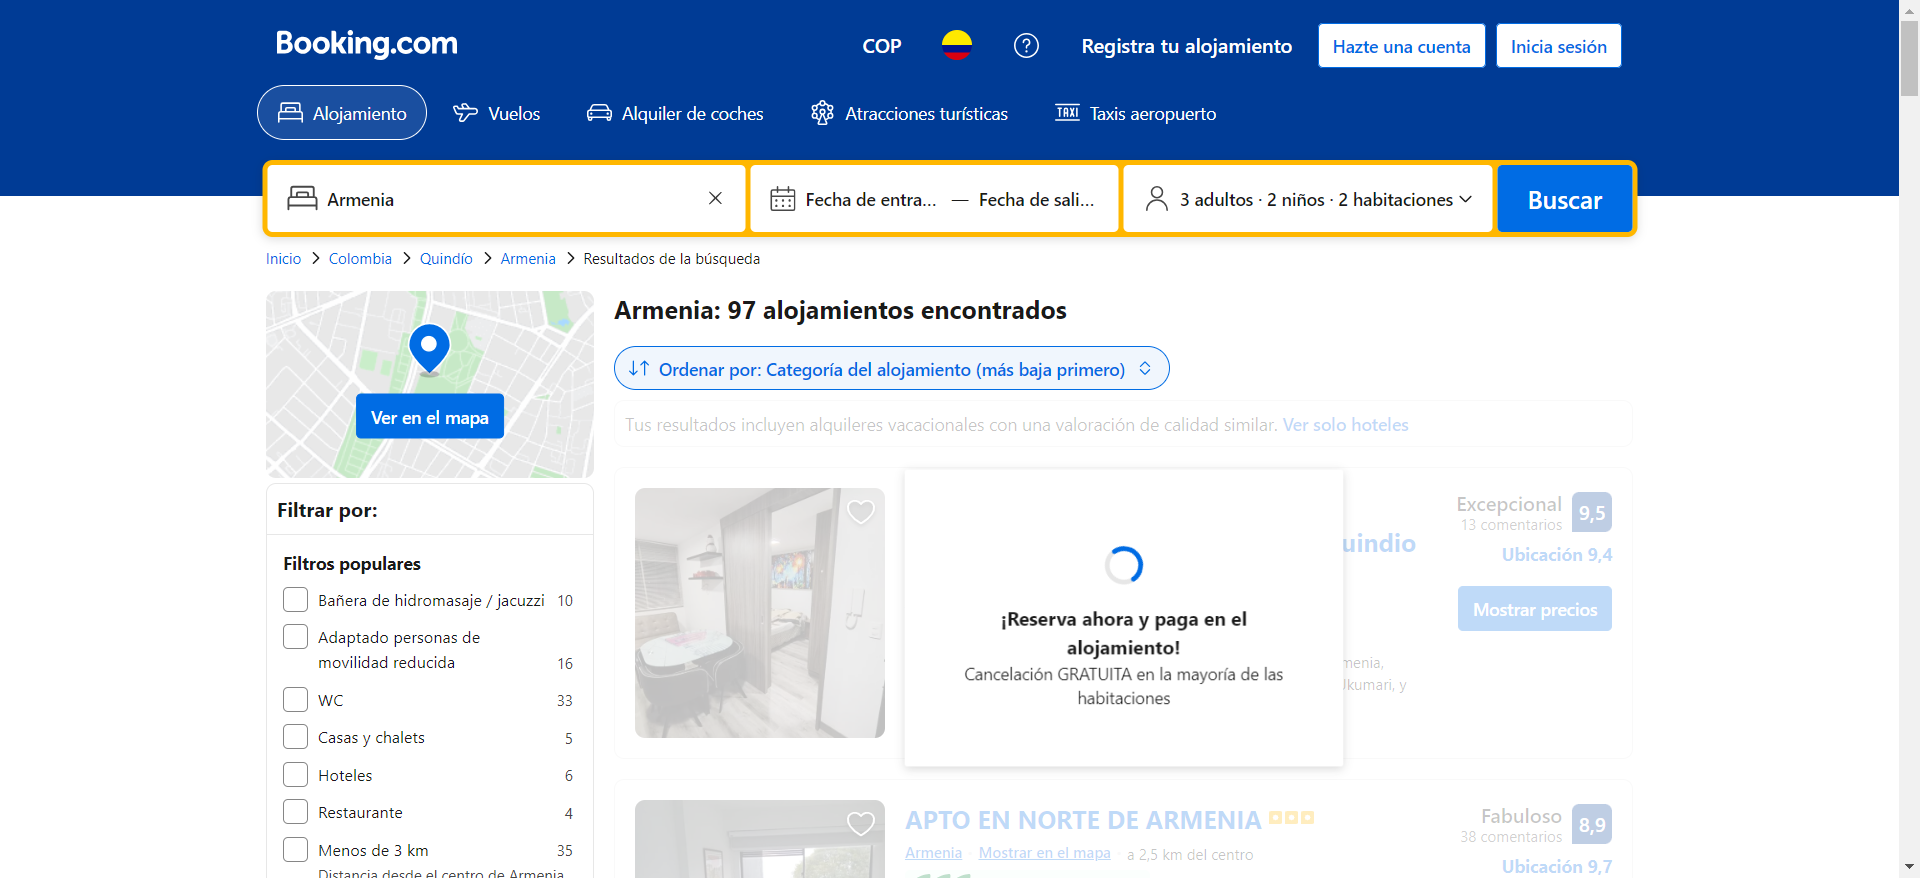 Booking.com
COP
Registra tu alojamiento
Hazte una cuenta
Inicia sesión
Alojamiento
Vuelos
Alquiler de coches
Atracciones turísticas
TAXI
Taxis aeropuerto
Armenia
Fecha de entra... — Fecha de sali...
3 adultos · 2 niños · 2 habitaciones
Buscar
Inicio > Colombia > Quindío > Armenia > Resultados de la búsqueda
Ver en el mapa
Armenia: 97 alojamientos encontrados
Ordenar por: Categoría del alojamiento (más baja primero)
Tus resultados incluyen alquileres vacacionales con una valoración de calidad similar. Ver solo hoteles
Filtrar por:
Filtros populares
Bañera de hidromasaje / jacuzzi 10
Adaptado personas de
movilidad reducida 16
WC 33
Casas y chalets 5
Hoteles 6
Restaurante 4
Menos de 3 km 35
Distancia desde el centro de Armenia
¡Reserva ahora y paga en el
alojamiento!
Cancelación GRATUITA en la mayoría de las
habitaciones
uindio
Excepcional 9,5
13 comentarios
Ubicación 9,4
Mostrar precios
menia,
Ukumari, y
APTO EN NORTE DE ARMENIA
Armenia · Mostrar en el mapa · a 2,5 km del centro
Fabuloso 8,9
38 comentarios
Ubicación 9,7